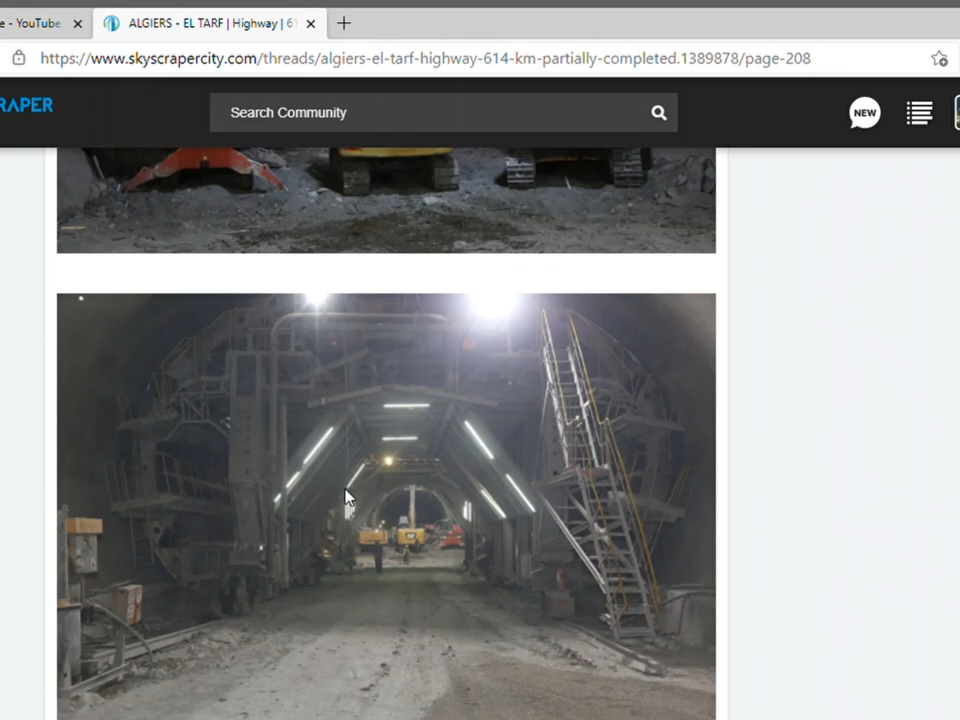 e - YouTube
ALGIERS - EL TARF | Highway | 61
https://www.skyscrapercity.com/threads/algiers-el-tarf-highway-614-km-partially-completed.1389878/page-208
RAPER
Search Community
NEW